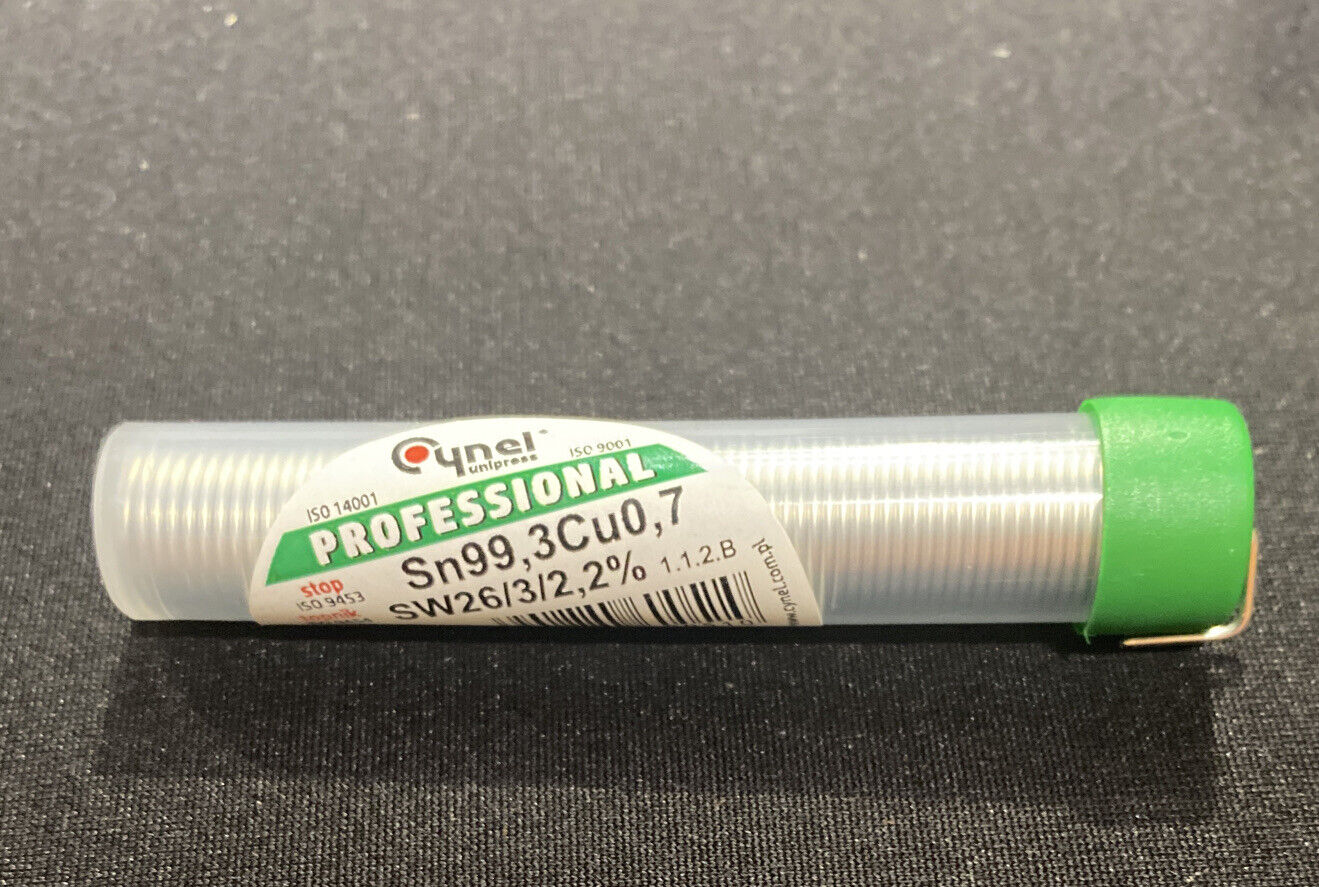 Cynel
unipress
ISO 14001
ISO 9001
PROFESSIONAL
Sn99,3Cu0,7
SW26/3/2,2% 1.1.2.B
stop
ISO 9453
topnik
www.cynel.com.pl